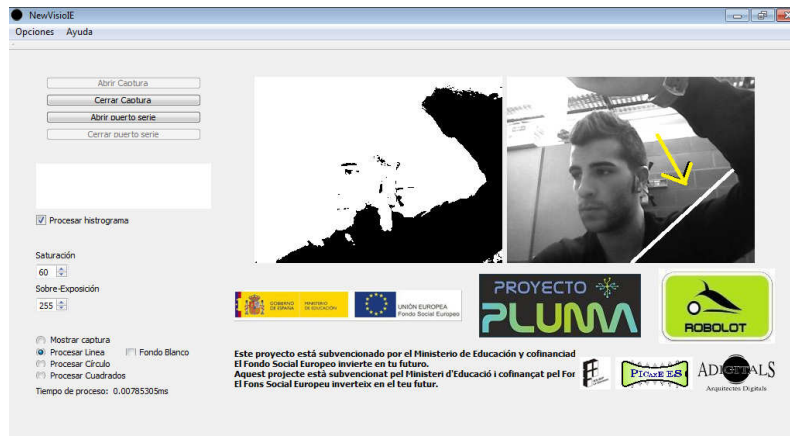 NewVisioIE
Opciones Ayuda
Abrir Captura
Cerrar Captura
Abrir puerto serie
Cerrar puerto serie
Procesar histrograma
Saturación
60
Sobre-Exposición
255
Mostrar captura
Procesar Linea Fondo Blanco
Procesar Círculo
Procesar Cuadrados
Tiempo de proceso: 0.00785305ms
GOBIERNO DE ESPAÑA
MINISTERIO DE EDUCACIÓN
UNIÓN EUROPEA
Fondo Social Europeo
PROYECTO
PLUMA
ROBOLOT
Este proyecto está subvencionado por el Ministerio de Educación y cofinanciad
El Fondo Social Europeo invierte en tu futuro.
Aquest projecte està subvencionat pel Ministeri d'Educació i cofinançat pel For
El Fons Social Europeu inverteix en el teu futur.
PICAXE ES
ADIGITALS
Arquitectes Digitals